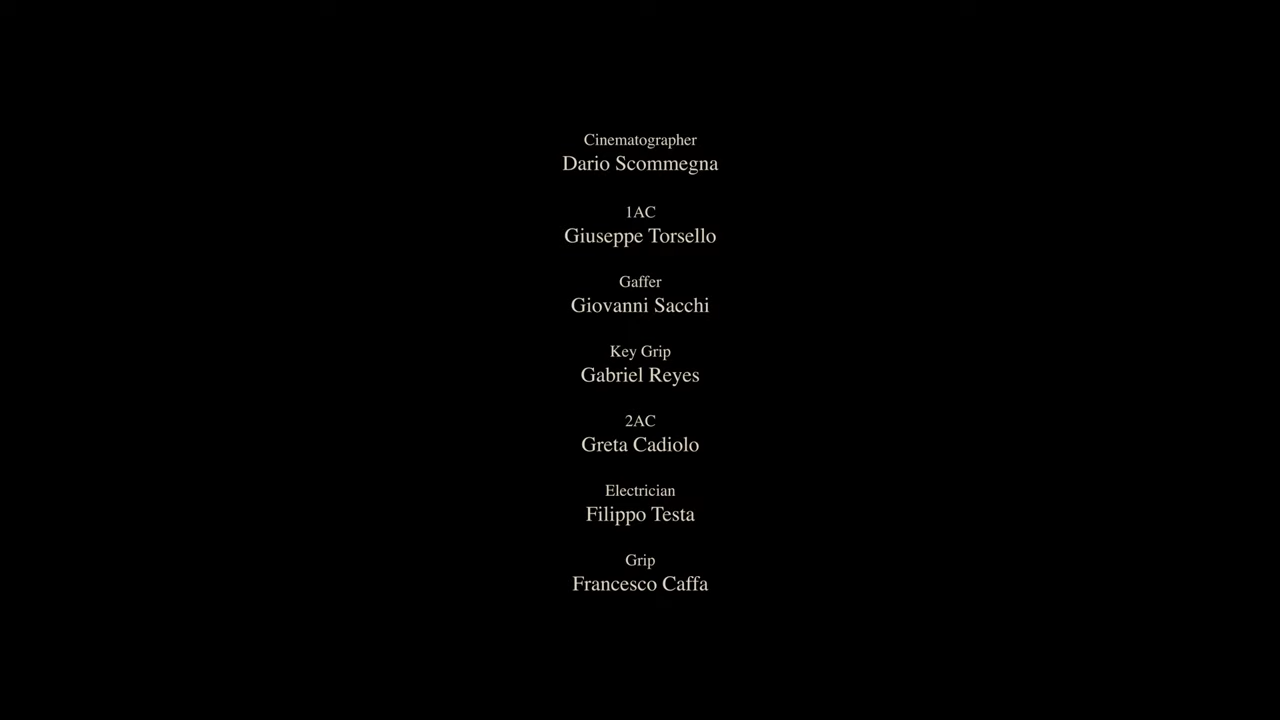 Cinematographer
Dario Scommegna
1AC
Giuseppe Torsello
Gaffer
Giovanni Sacchi
Key Grip
Gabriel Reyes
2AC
Greta Cadiolo
Electrician
Filippo Testa
Grip
Francesco Caffa